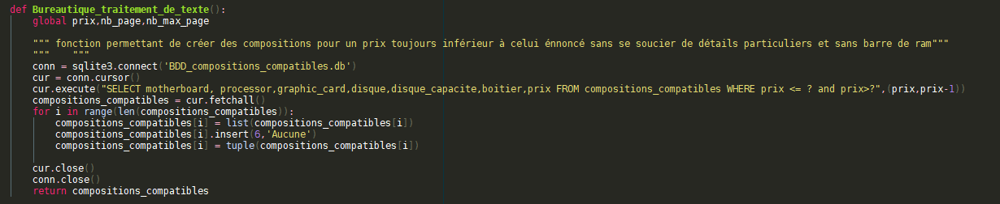 def Bureautique_traitement_de_texte():
global prix,nb_page,nb_max_page
""" fonction permettant de créer des compositions pour un prix toujours inférieur à celui énnoncé sans se soucier de détails particuliers et sans barre de ram"""
""" """
conn = sqlite3.connect('BDD_compositions_compatibles.db')
cur = conn.cursor()
cur.execute("SELECT motherboard, processor,graphic_card,disque,disque_capacite,boitier,prix FROM compositions_compatibles WHERE prix <= ? and prix>?",(prix,prix-1))
compositions_compatibles = cur.fetchall()
for i in range(len(compositions_compatibles)):
compositions_compatibles[i] = list(compositions_compatibles[i])
compositions_compatibles[i].insert(6,'Aucune')
compositions_compatibles[i] = tuple(compositions_compatibles[i])
cur.close()
conn.close()
return compositions_compatibles